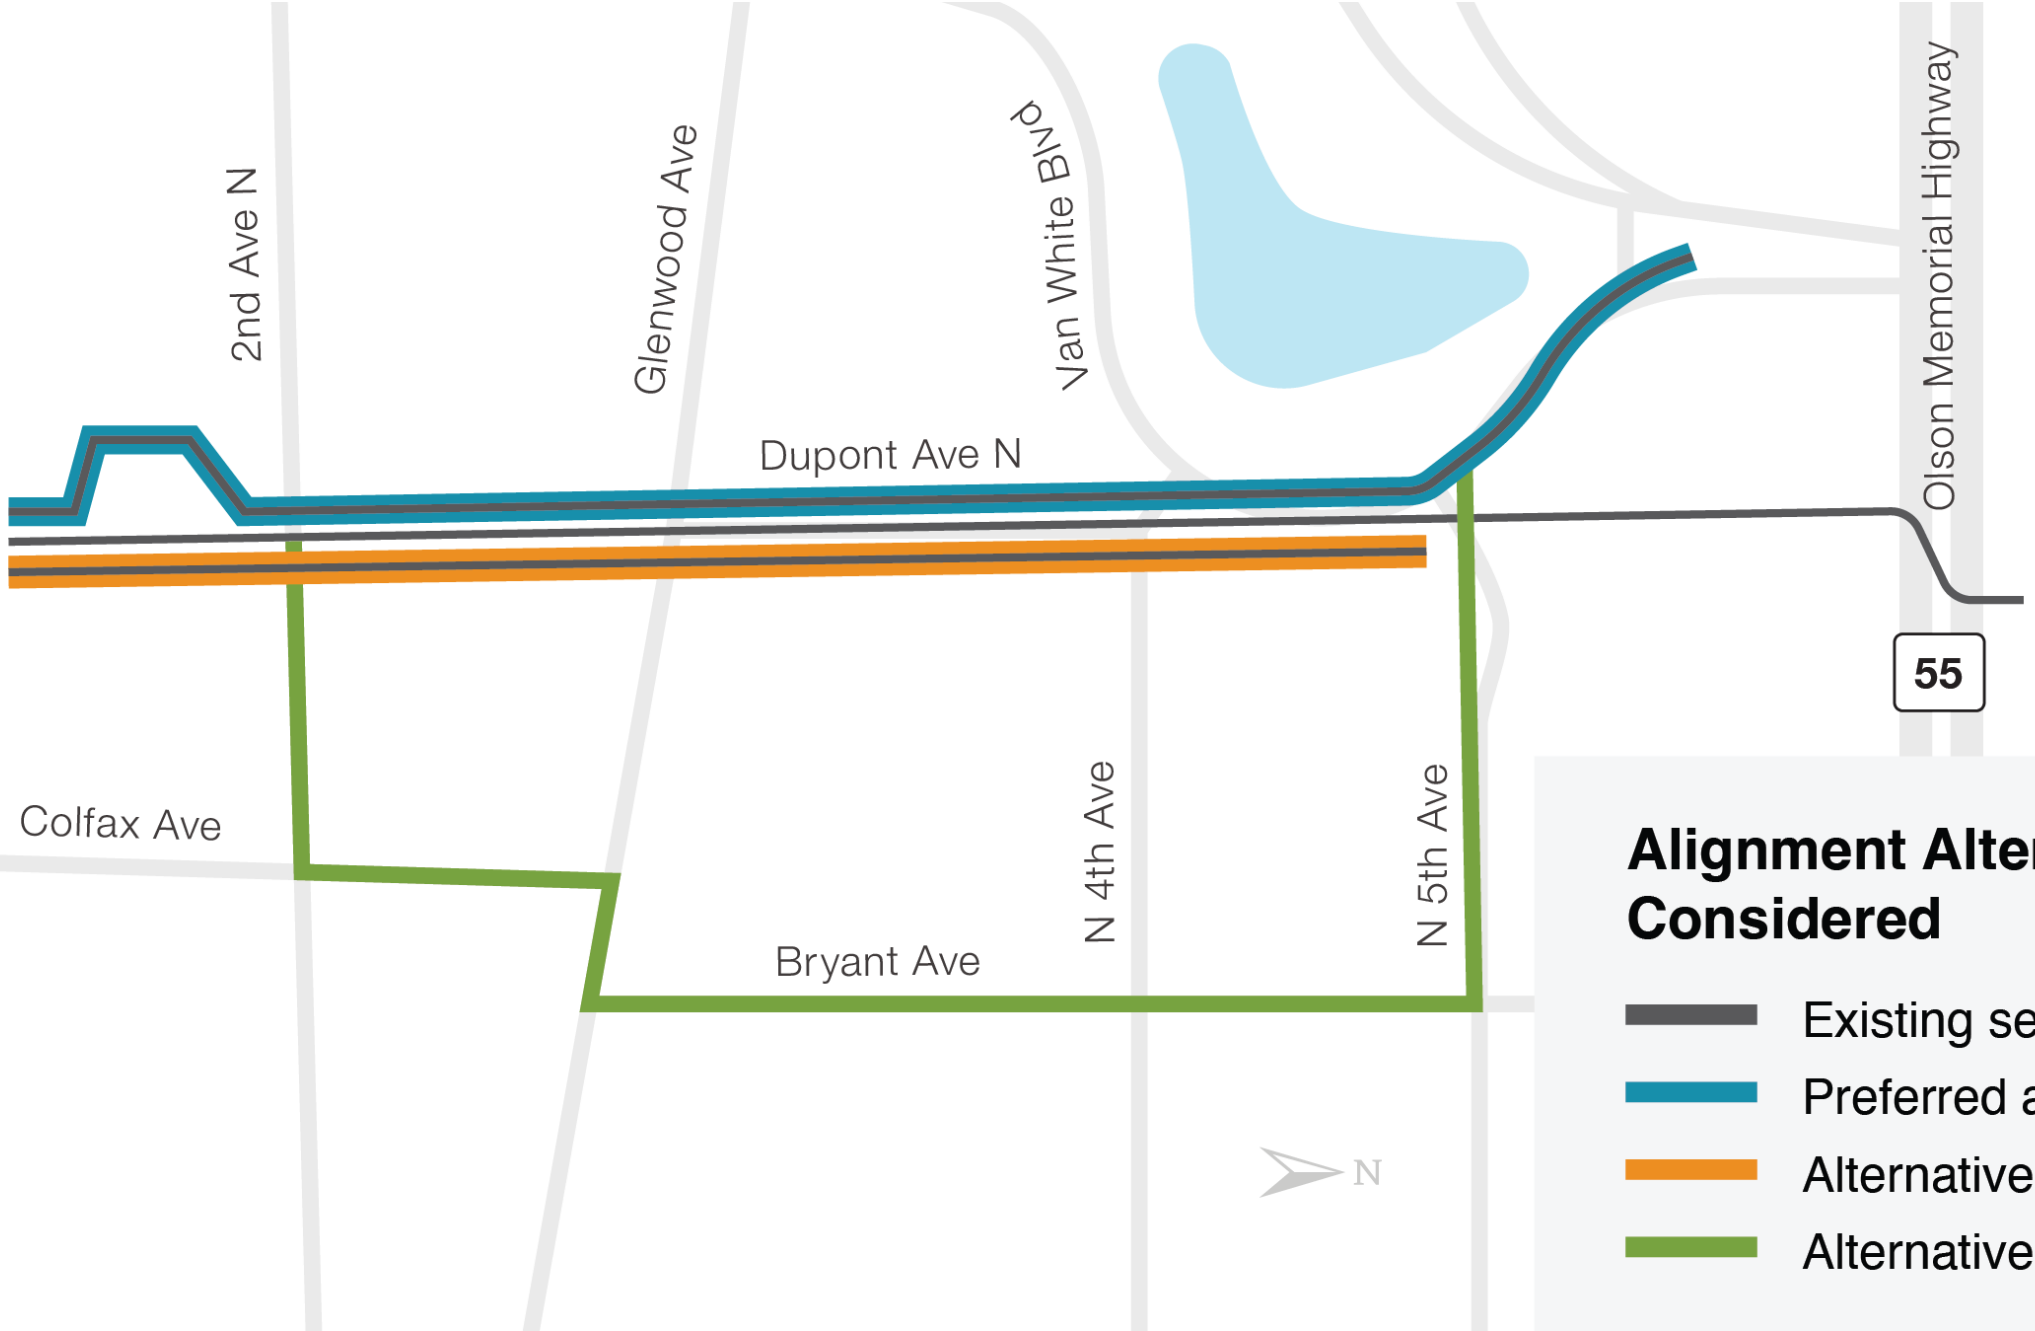 2nd Ave N
Glenwood Ave
Van White Blvd
Olson Memorial Highway
Dupont Ave N
55
Colfax Ave
Bryant Ave
N 4th Ave
N 5th Ave
N
Alignment Alter
Considered
Existing se
Preferred a
Alternative
Alternative